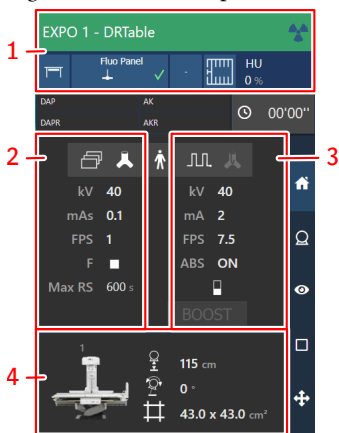 EXPO 1 - DRTable
1
Fluo Panel
HU
0 %
DAP AK
00'00"
DAPR AKR
2 3
kV 40 kV 40
mAs 0.1 mA 2
FPS 1 FPS 7.5
F ABS ON
Max RS 600 s
BOOST
1
115 cm
4
0 °
43.0 x 43.0 cm²